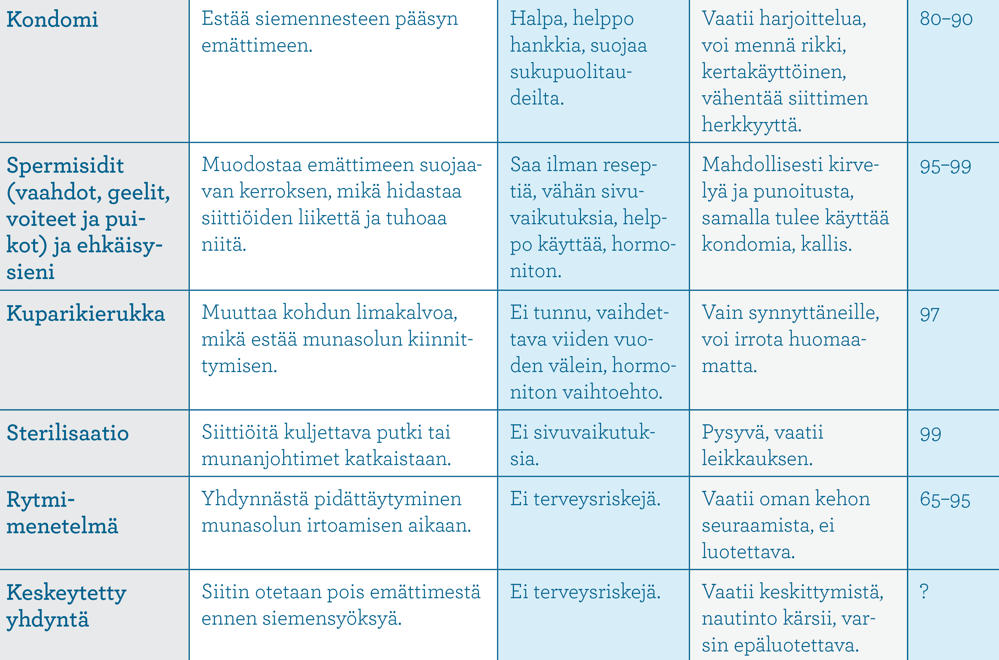 Kondomi
Estää siemennesteen pääsyn
emättimeen.
Halpa, helppo
hankkia, suojaa
sukupuolitau-
deilta.
Vaatii harjoittelua,
voi mennä rikki,
kertakäyttöinen,
vähentää siittimen
herkkyyttä.
80–90
Spermisidit
(vaahdot, geelit,
voiteet ja pui-
kot) ja ehkäisy-
sieni
Muodostaa emättimeen suojaa-
van kerroksen, mikä hidastaa
siittiöiden liikettä ja tuhoaa
niitä.
Saa ilman resep-
tiä, vähän sivu-
vaikutuksia, help-
po käyttää, hormo-
niton.
Mahdollisesti kirve-
lyä ja punoitusta,
samalla tulee käyttää
kondomia, kallis.
95–99
Kuparikierukka
Muuttaa kohdun limakalvoa,
mikä estää munasolun kiinnit-
tymisen.
Ei tunnu, vaihdet-
tava viiden vuo-
den välein, hormo-
niton vaihtoehto.
Vain synnyttäneille,
voi irrota huomaa-
matta.
97
Sterilisaatio
Siittiöitä kuljettava putki tai
munanjohtimet katkaistaan.
Ei sivuvaikutuk-
sia.
Pysyvä, vaatii
leikkauksen.
99
Rytmi-
menetelmä
Yhdynnästä pidättäytyminen
munasolun irtoamisen aikaan.
Ei terveysriskejä.
Vaatii oman kehon
seuraamista, ei
luotettava.
65–95
Keskeytetty
yhdyntä
Siitin otetaan pois emättimestä
ennen siemensyöksyä.
Ei terveysriskejä.
Vaatii keskittymistä,
nautinto kärsii, var-
sin epäluotettava.
?